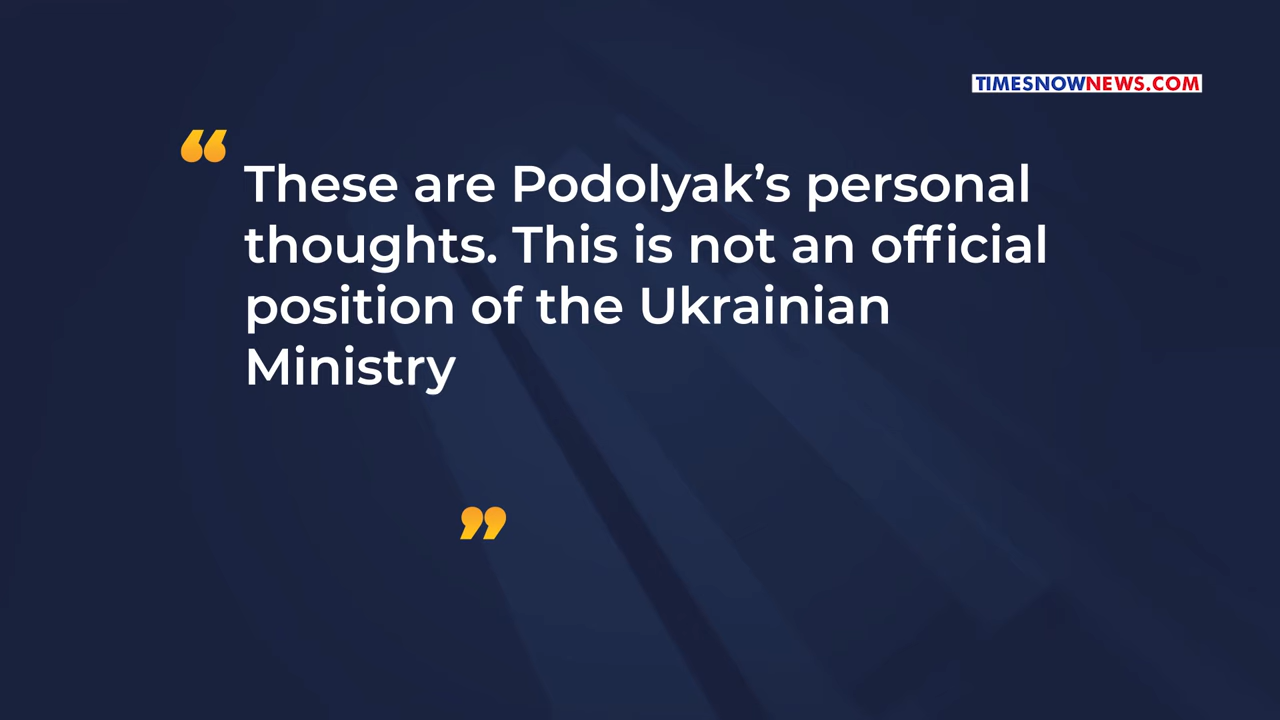 TIMESNOWNEWS.COM
“
These are Podolyak’s personal
thoughts. This is not an official
position of the Ukrainian
Ministry
”